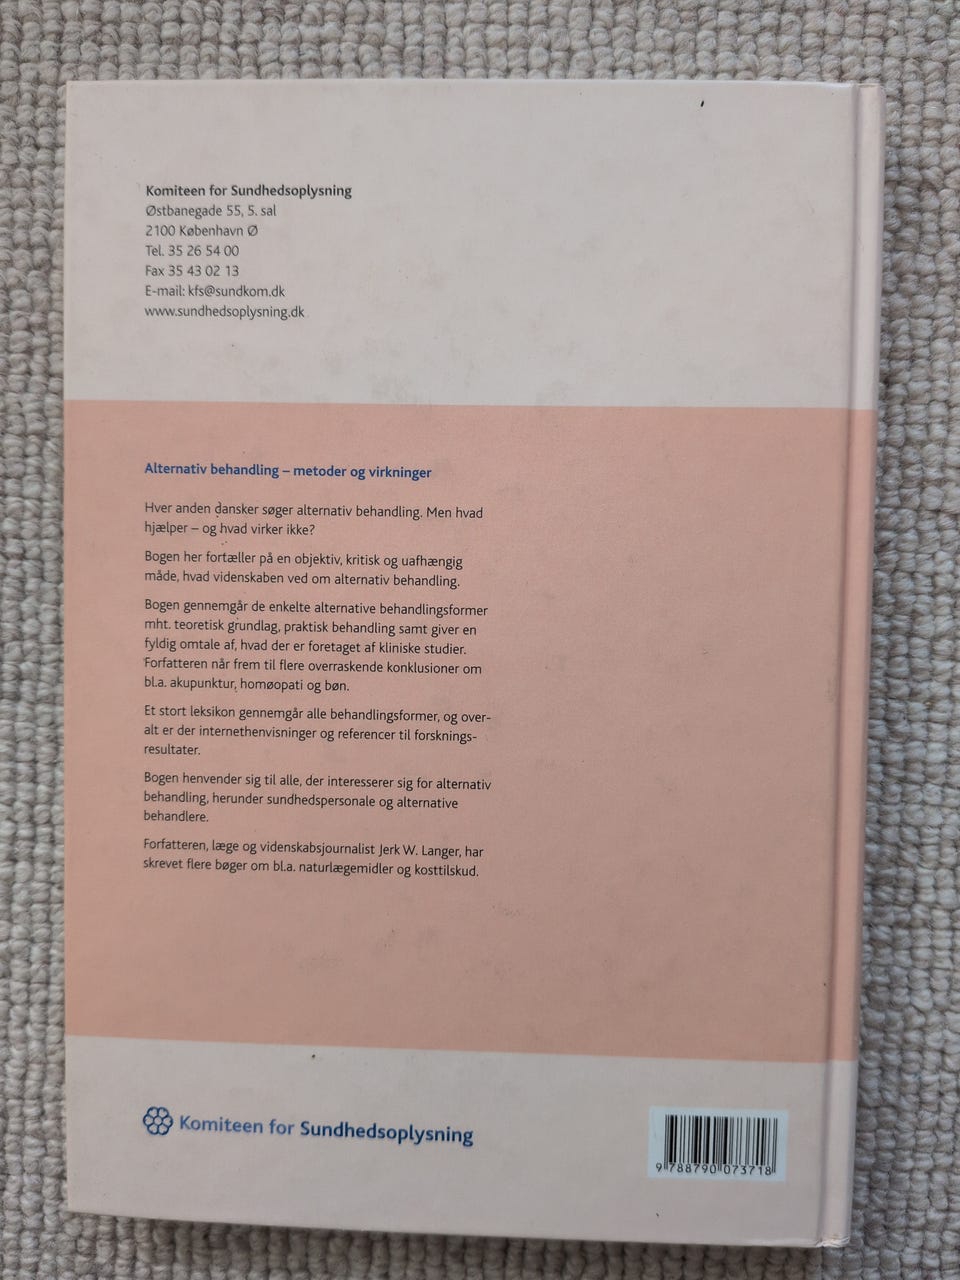 Komiteen for Sundhedsoplysning
Østbanegade 55, 5. sal
2100 København Ø
Tel. 35 26 54 00
Fax 35 43 02 13
E-mail: kfs@sundkom.dk
www.sundhedsoplysning.dk
Alternativ behandling – metoder og virkninger
Hver anden dansker søger alternativ behandling. Men hvad
hjælper – og hvad virker ikke?
Bogen her fortæller på en objektiv, kritisk og uafhængig
måde, hvad videnskaben ved om alternativ behandling.
Bogen gennemgår de enkelte alternative behandlingsformer
mht. teoretisk grundlag, praktisk behandling samt giver en
fyldig omtale af, hvad der er foretaget af kliniske studier.
Forfatteren når frem til flere overraskende konklusioner om
bl.a. akupunktur, homøopati og bøn.
Et stort leksikon gennemgår alle behandlingsformer, og over-
alt er der internethenvisninger og referencer til forsknings-
resultater.
Bogen henvender sig til alle, der interesserer sig for alternativ
behandling, herunder sundhedspersonale og alternative
behandlere.
Forfatteren, læge og videnskabsjournalist Jerk W. Langer, har
skrevet flere bøger om bl.a. naturlægemidler og kosttilskud.
Komiteen for Sundhedsoplysning
9 788790 073718